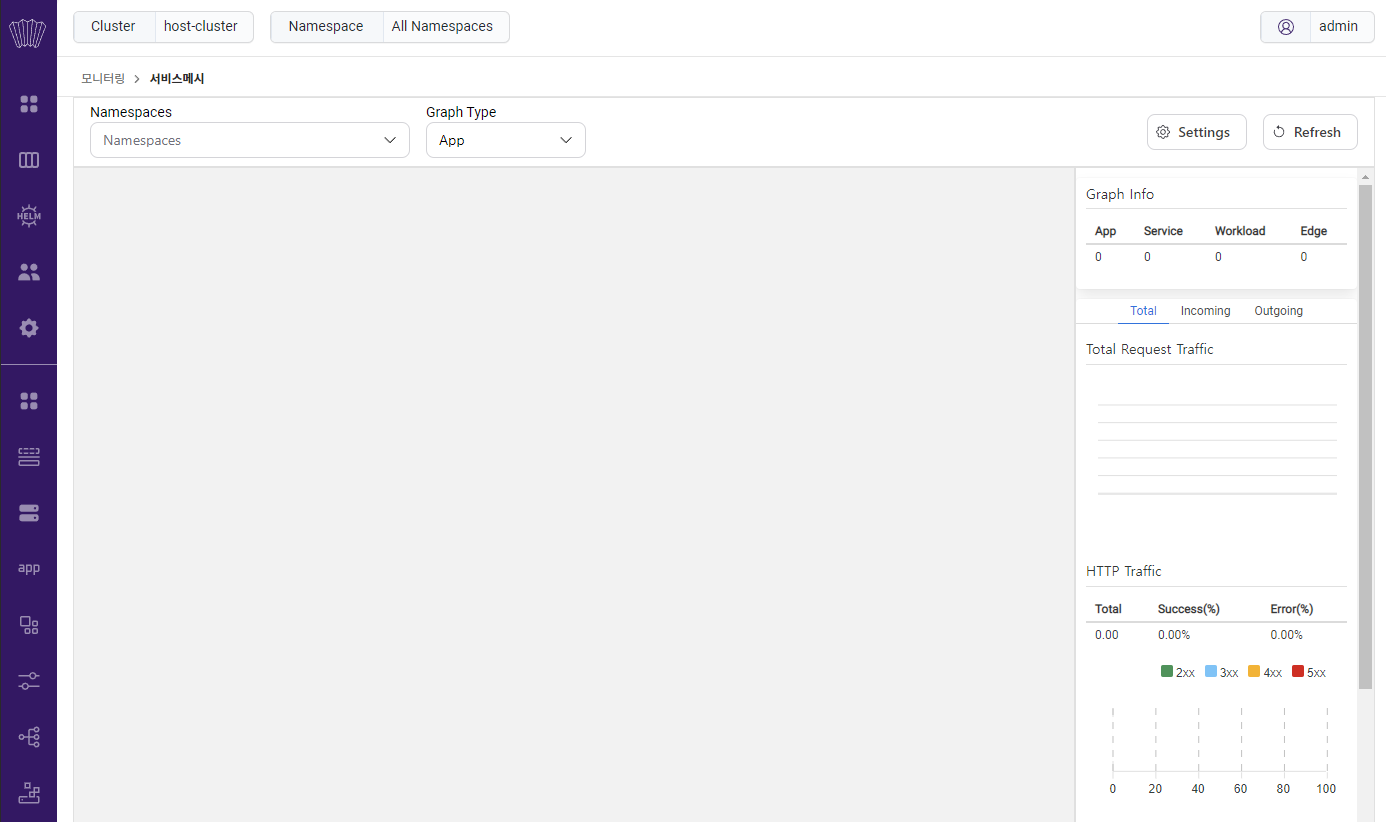 Cluster host-cluster Namespace All Namespaces admin
모니터링 > 서비스메시
Namespaces Graph Type
Namespaces App Settings Refresh
HELM
app
Graph Info
App Service Workload Edge
0 0 0 0
Total Incoming Outgoing
Total Request Traffic
HTTP Traffic
Total Success(%) Error(%)
0.00 0.00% 0.00%
2xx 3xx 4xx 5xx
0 20 40 60 80 100